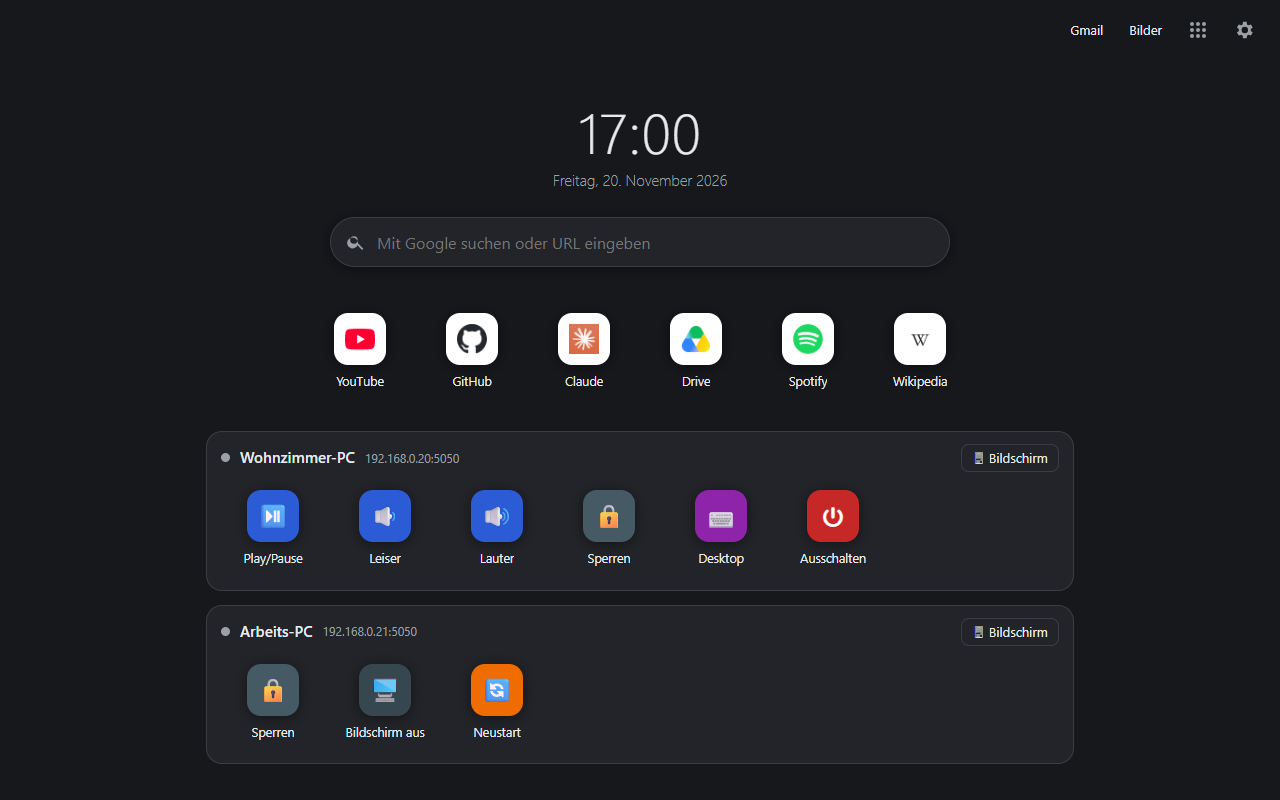 Gmail Bilder
17:00
Freitag, 20. November 2026
Mit Google suchen oder URL eingeben
W
YouTube GitHub Claude Drive Spotify Wikipedia
Wohnzimmer-PC 192.168.0.20:5050 Bildschirm
Play/Pause Leiser Lauter Sperren Desktop Ausschalten
Arbeits-PC 192.168.0.21:5050 Bildschirm
Sperren Bildschirm aus Neustart